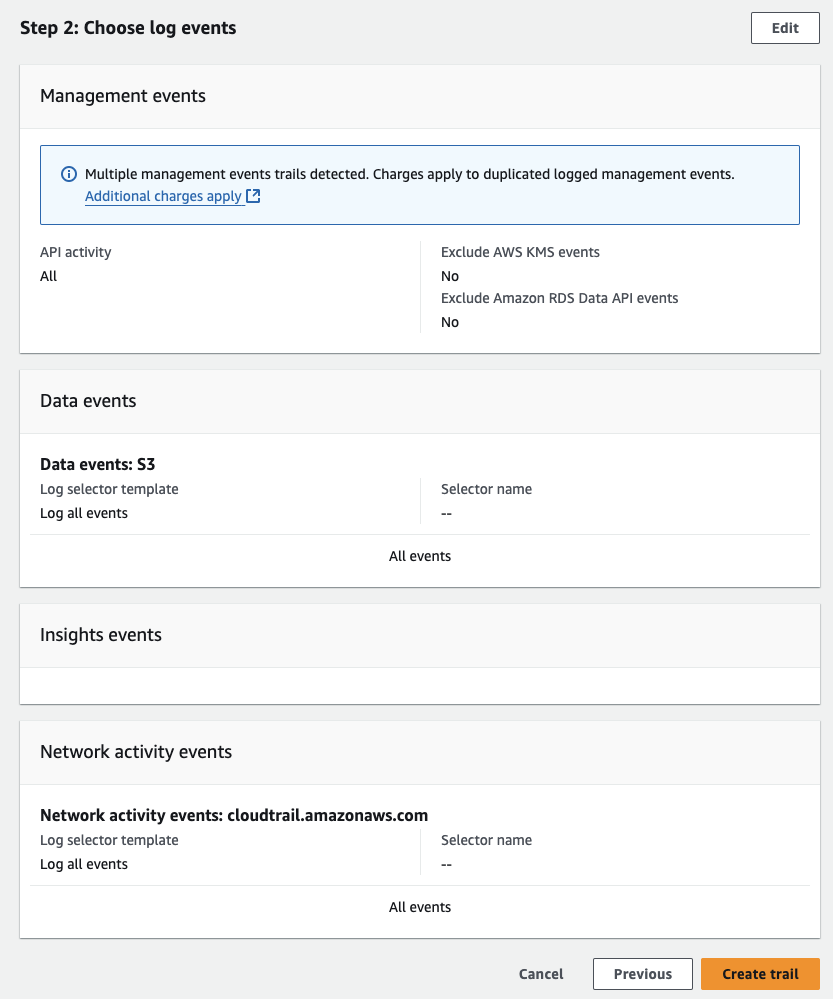 Step 2: Choose log events
Edit
Management events
Multiple management events trails detected. Charges apply to duplicated logged management events.
Additional charges apply
API activity
All
Exclude AWS KMS events
No
Exclude Amazon RDS Data API events
No
Data events
Data events: S3
Log selector template
Log all events
Selector name
--
All events
Insights events
Network activity events
Network activity events: cloudtrail.amazonaws.com
Log selector template
Log all events
Selector name
--
All events
Cancel
Previous
Create trail